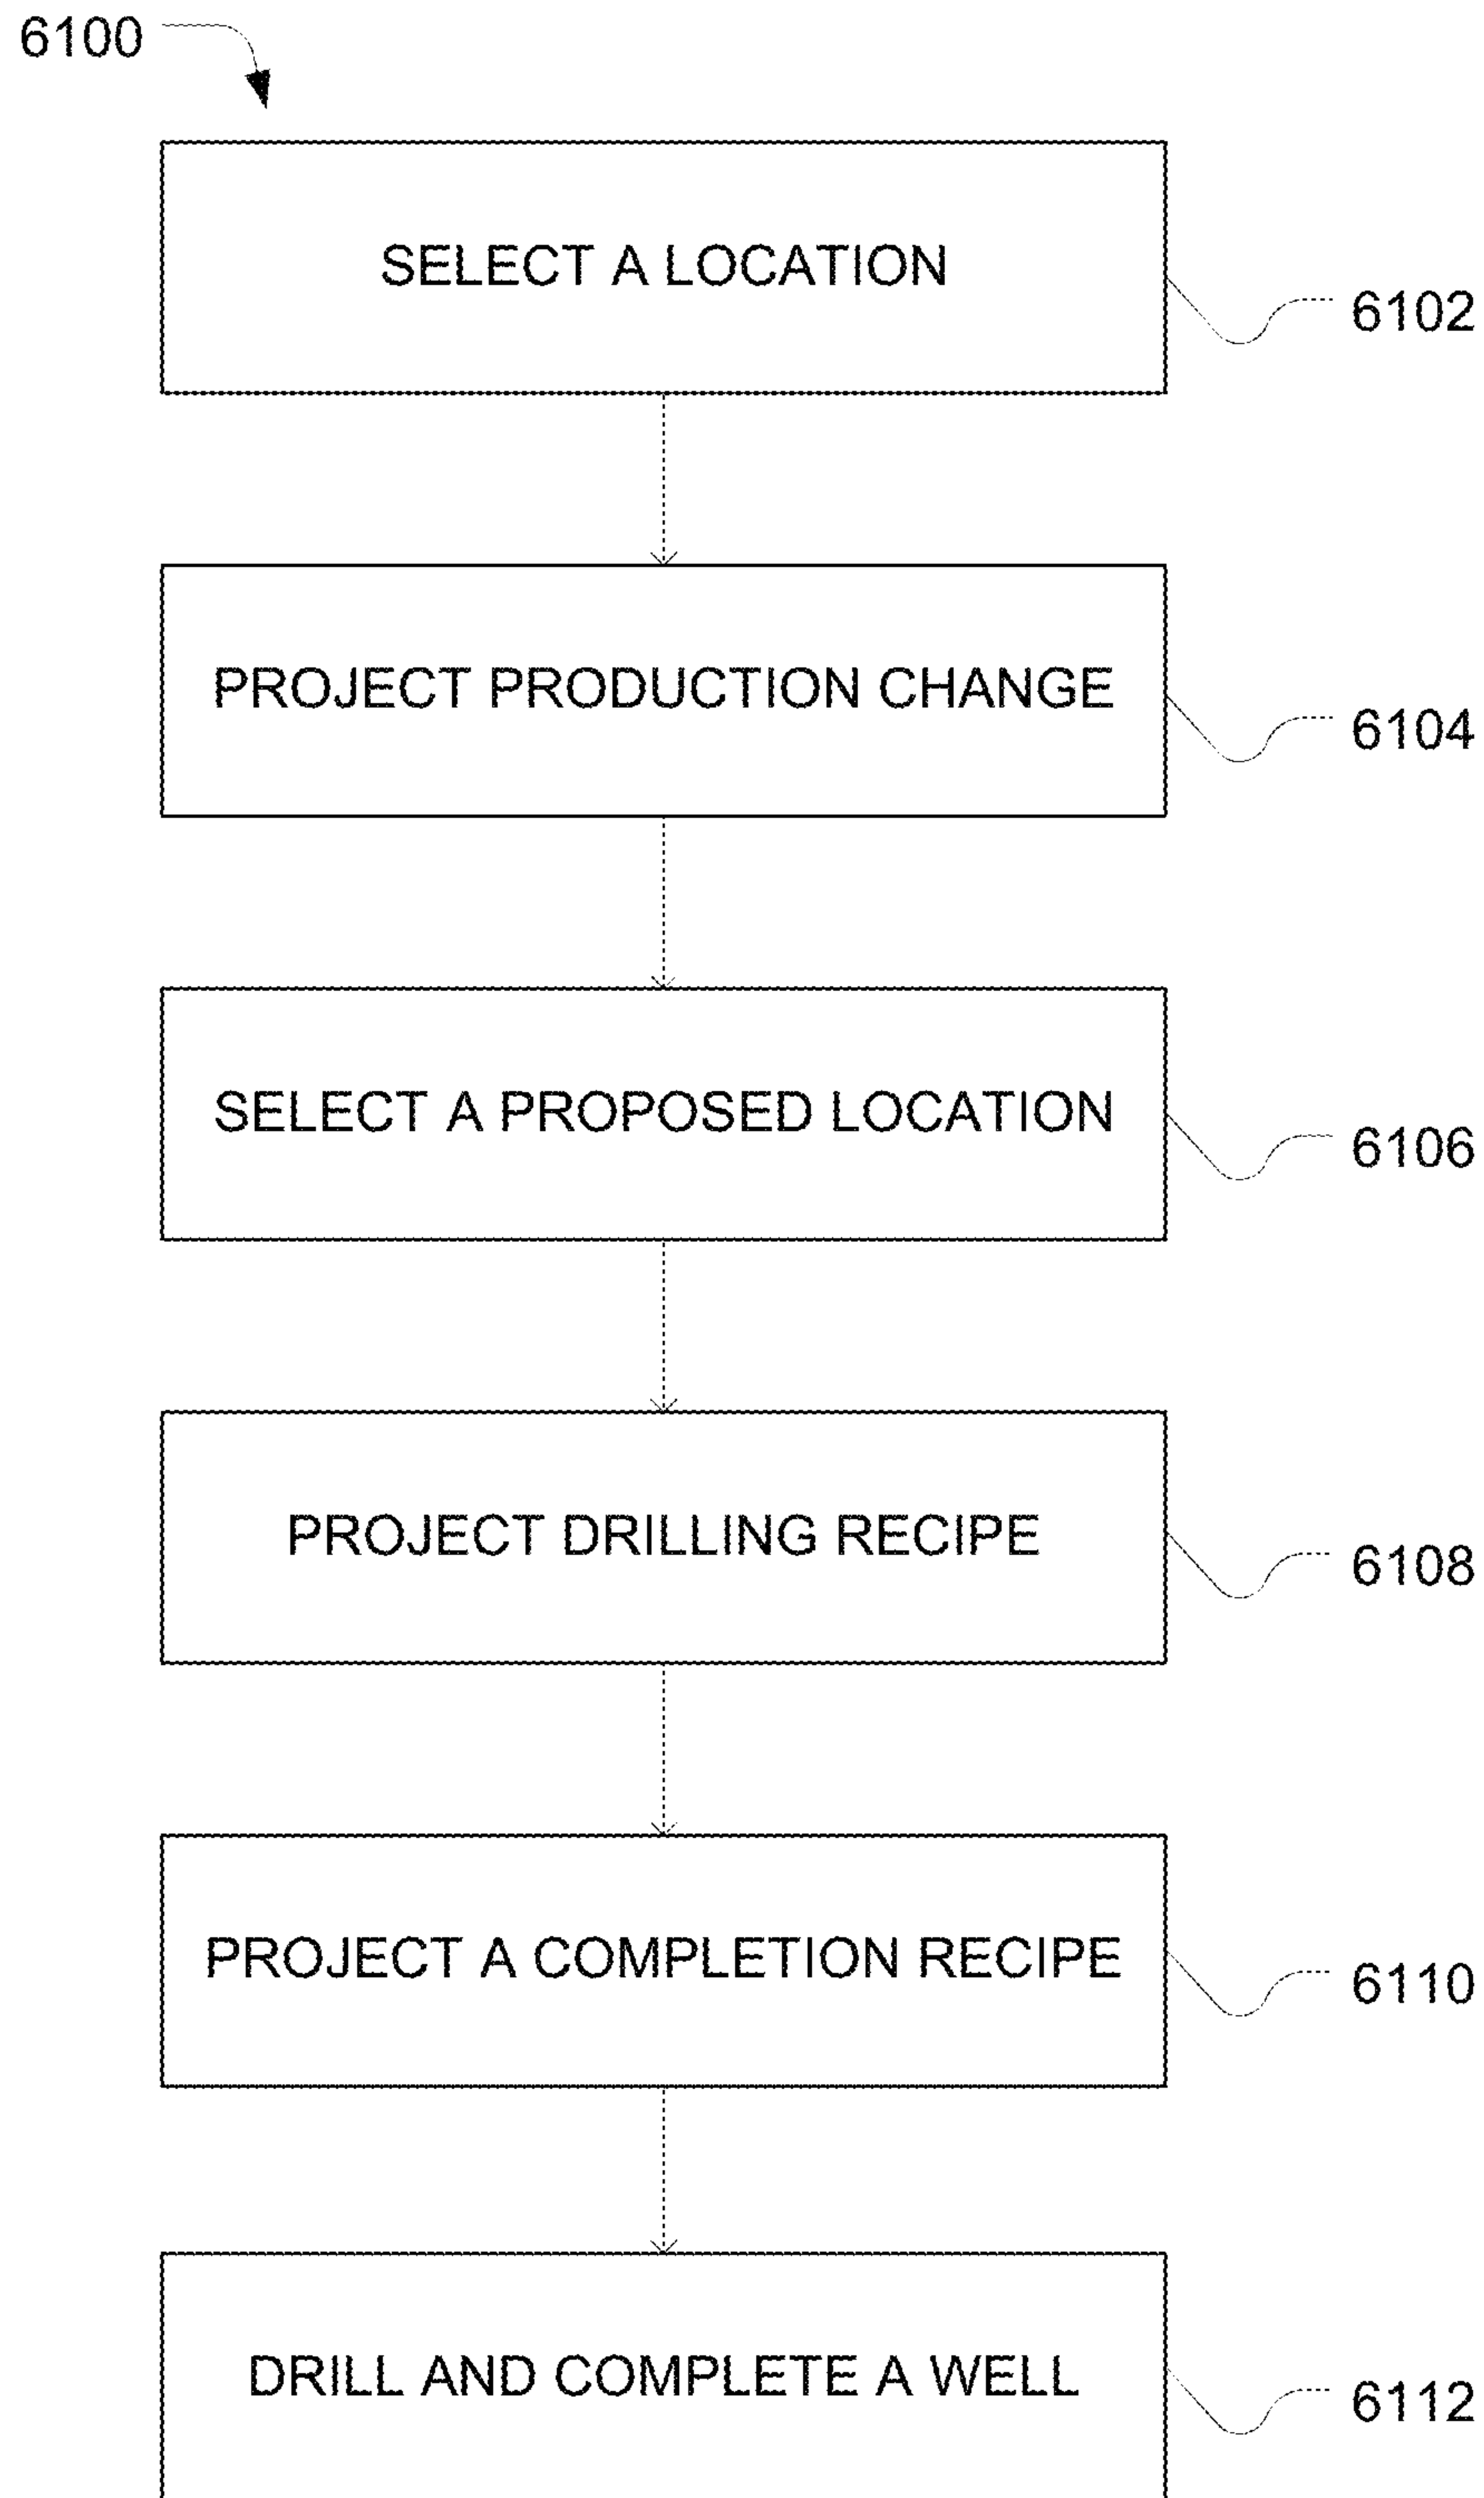 6100
SELECT A LOCATION
6102
PROJECT PRODUCTION CHANGE
6104
SELECT A PROPOSED LOCATION
6106
PROJECT DRILLING RECIPE
6108
PROJECT A COMPLETION RECIPE
6110
DRILL AND COMPLETE A WELL
6112